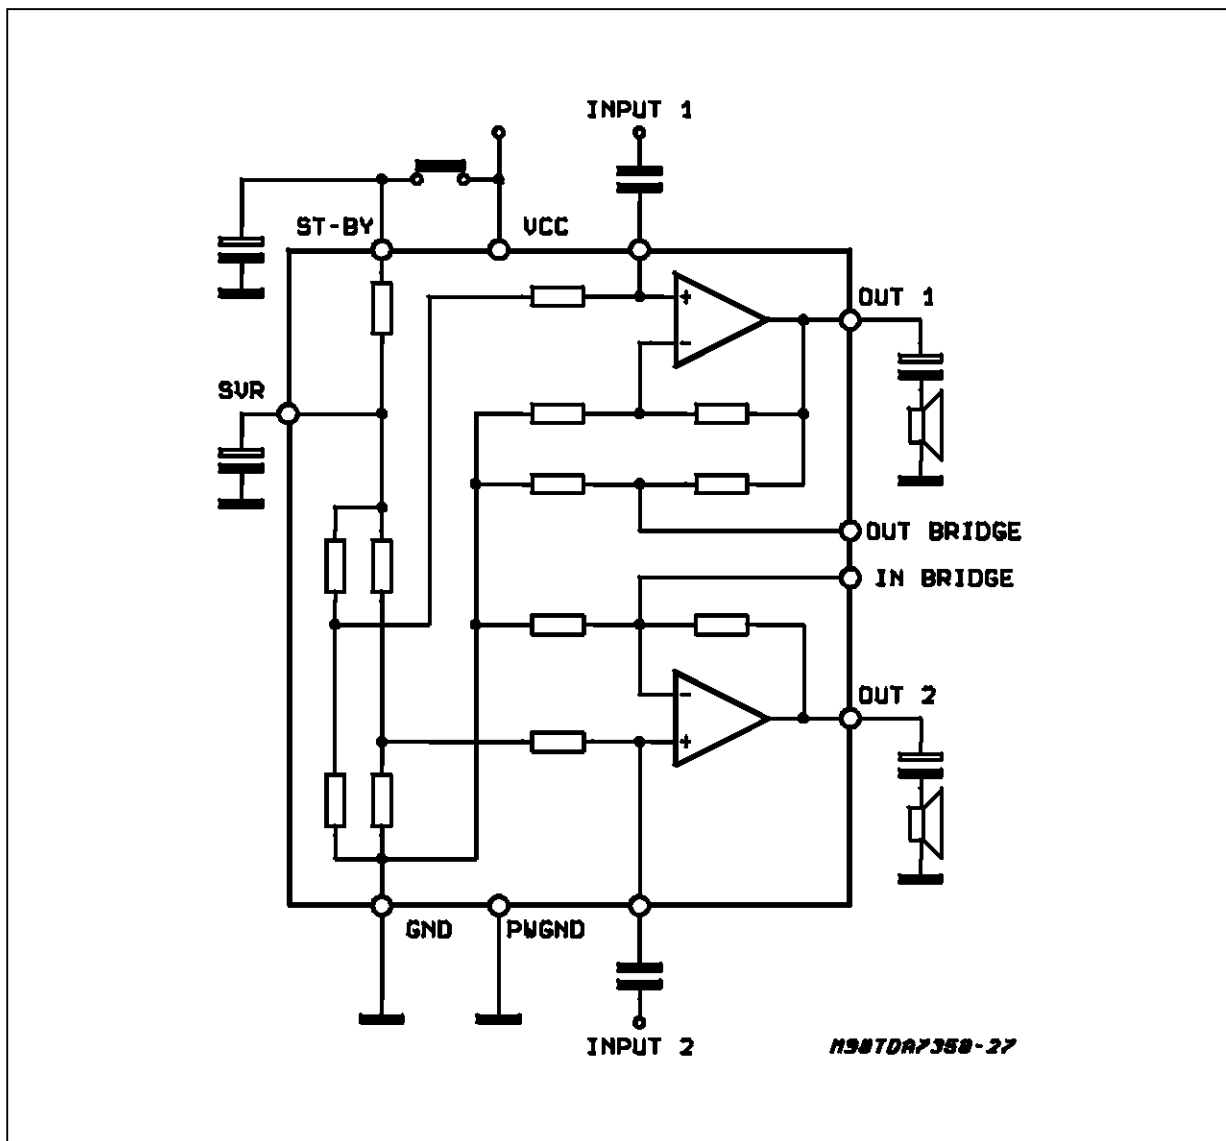 INPUT 1
ST-BY
VCC
+
-
OUT 1
SVR
OUT BRIDGE
IN BRIDGE
-
+
OUT 2
GND
PWGND
INPUT 2
M90TDA7350-27